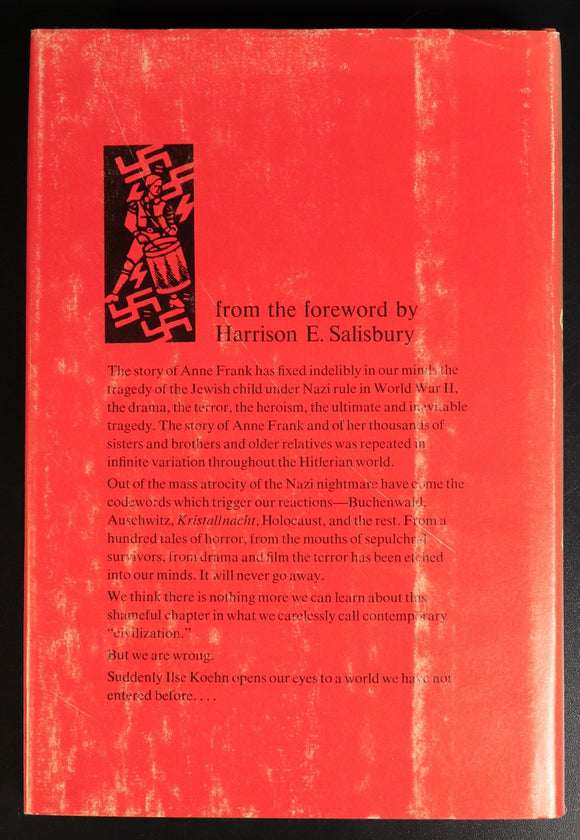 from the foreword by
Harrison E. Salisbury
The story of Anne Frank has fixed indelibly in our minds the
tragedy of the Jewish child under Nazi rule in World War II,
the drama, the terror, the heroism, the ultimate and inevitable
tragedy. The story of Anne Frank and of her thousands of
sisters and brothers and older relatives was repeated in
infinite variation throughout the Hitlerian world.
Out of the mass atrocity of the Nazi nightmare have come the
codewords which trigger our reactions—Buchenwald,
Auschwitz, Kristallnacht, Holocaust, and the rest. From a
hundred tales of horror, from the mouths of sepulchral
survivors, from drama and film the terror has been etched
into our minds. It will never go away.
We think there is nothing more we can learn about this
shameful chapter in what we carelessly call contemporary
“civilization.”
But we are wrong.
Suddenly Ilse Koehn opens our eyes to a world we have not
entered before. . . .